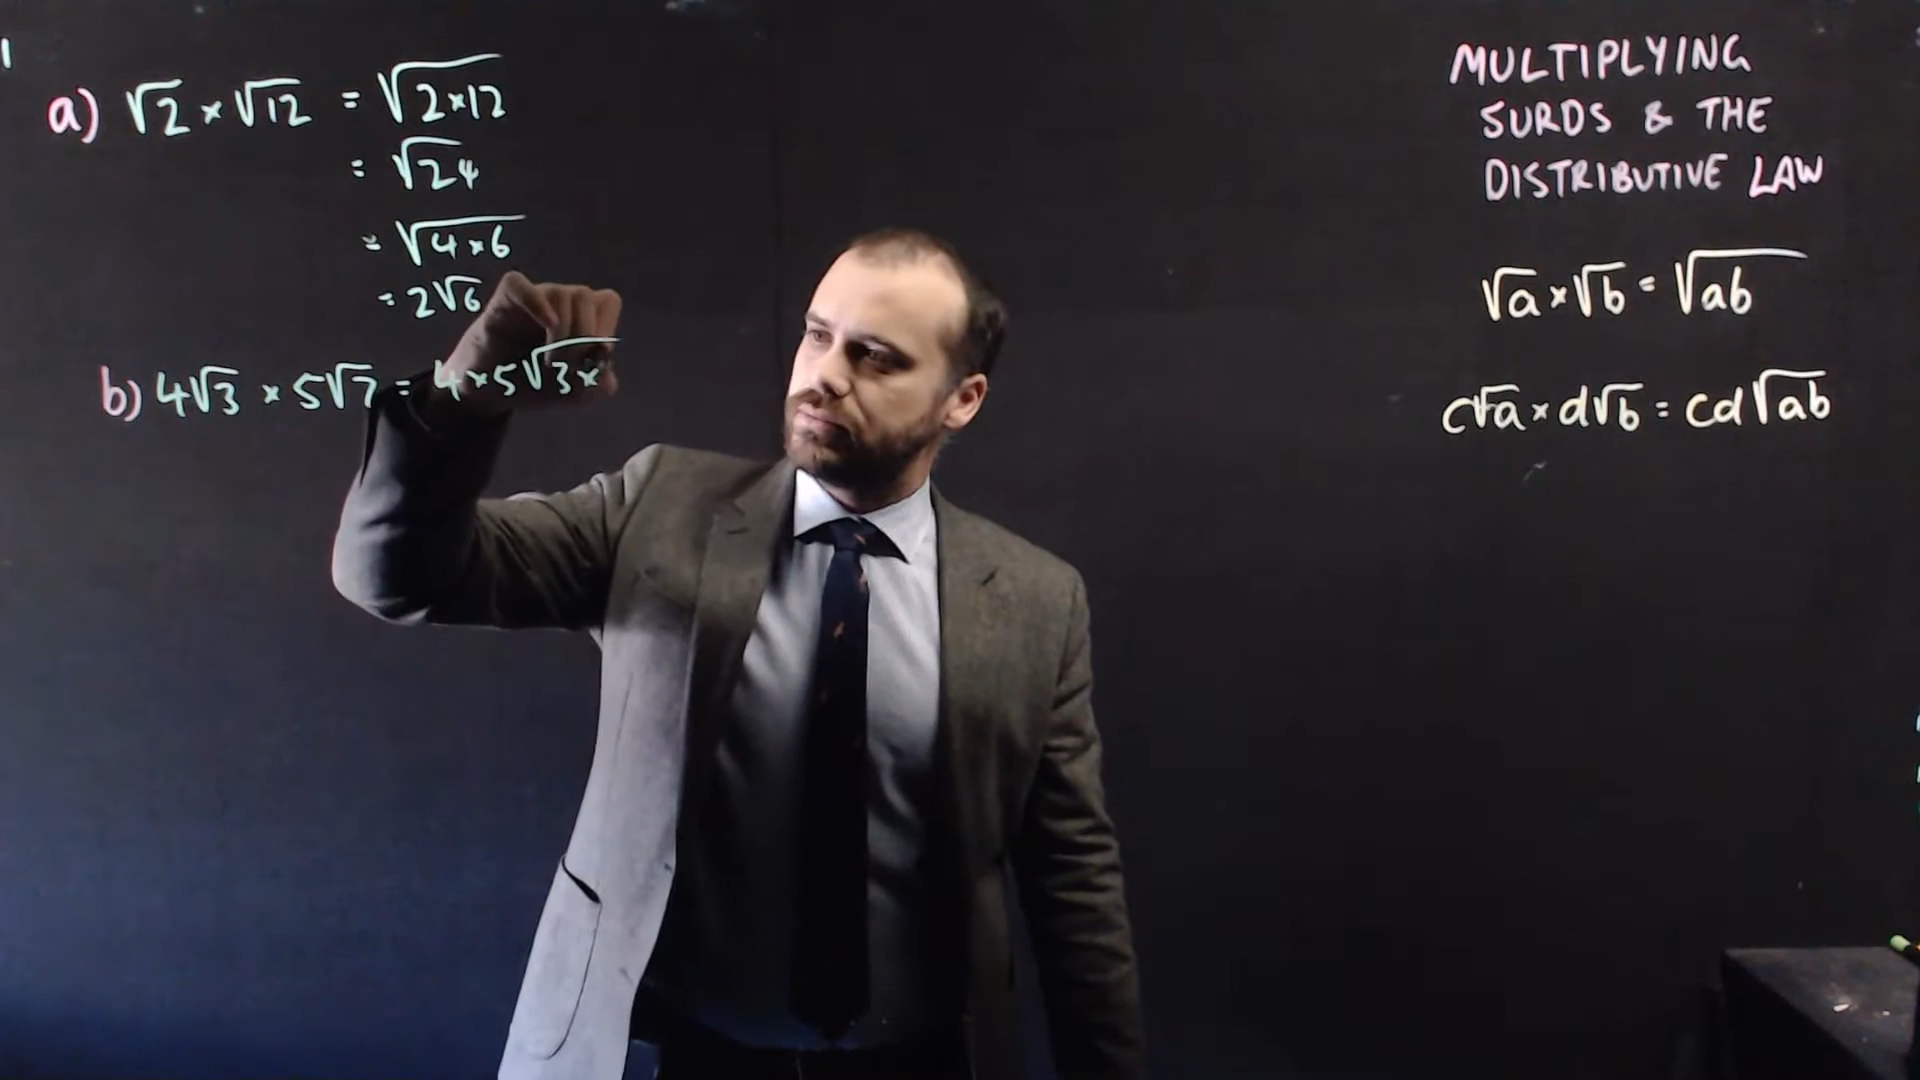 a) √2 × √12 = √2×12
= √24
= √4×6
= 2√6
b) 4√3 × 5√7 = 4×5√3×
MULTIPLYING
SURDS & THE
DISTRIBUTIVE LAW
√a × √b = √ab
c√a × d√b = cd√ab